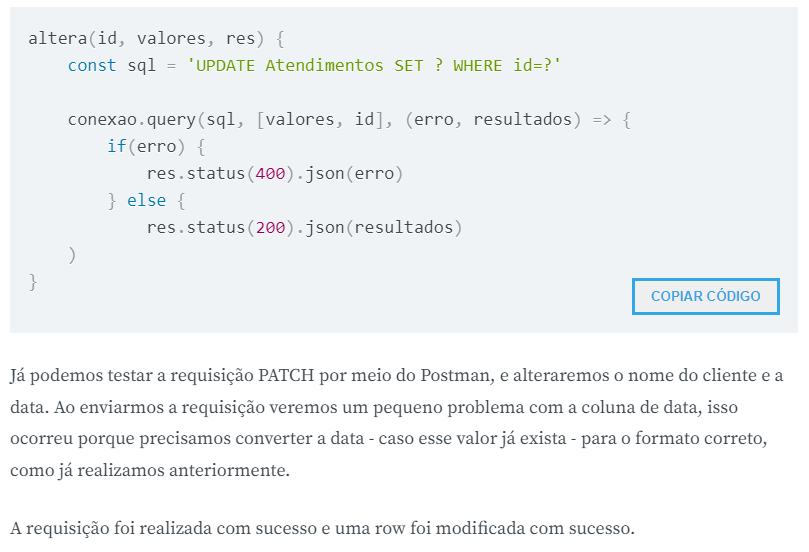 altera(id, valores, res) {
    const sql = 'UPDATE Atendimentos SET ? WHERE id=?'
    conexao.query(sql, [valores, id], (erro, resultados) => {
        if(erro) {
            res.status(400).json(erro)
        } else {
            res.status(200).json(resultados)
    )
}
COPIAR CÓDIGO
Já podemos testar a requisição PATCH por meio do Postman, e alteraremos o nome do cliente e a
data. Ao enviarmos a requisição veremos um pequeno problema com a coluna de data, isso
ocorreu porque precisamos converter a data - caso esse valor já exista - para o formato correto,
como já realizamos anteriormente.
A requisição foi realizada com sucesso e uma row foi modificada com sucesso.